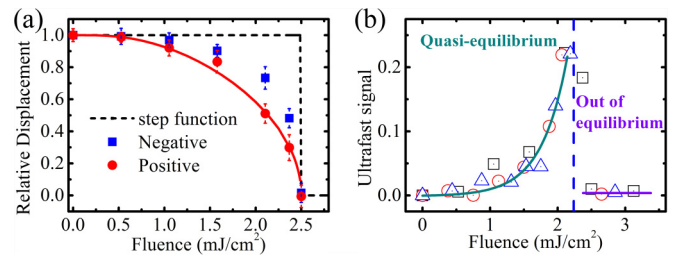 (a)
Relative Displacement
1.0
0.8
0.6
0.4
0.2
0.0
step function
Negative
Positive
0.0 0.5 1.0 1.5 2.0 2.5 3.0
Fluence (mJ/cm²)
(b)
Ultrafast signal
0.2
0.1
0.0
Quasi-equilibrium
Out of
equilibrium
0 1 2 3
Fluence (mJ/cm²)